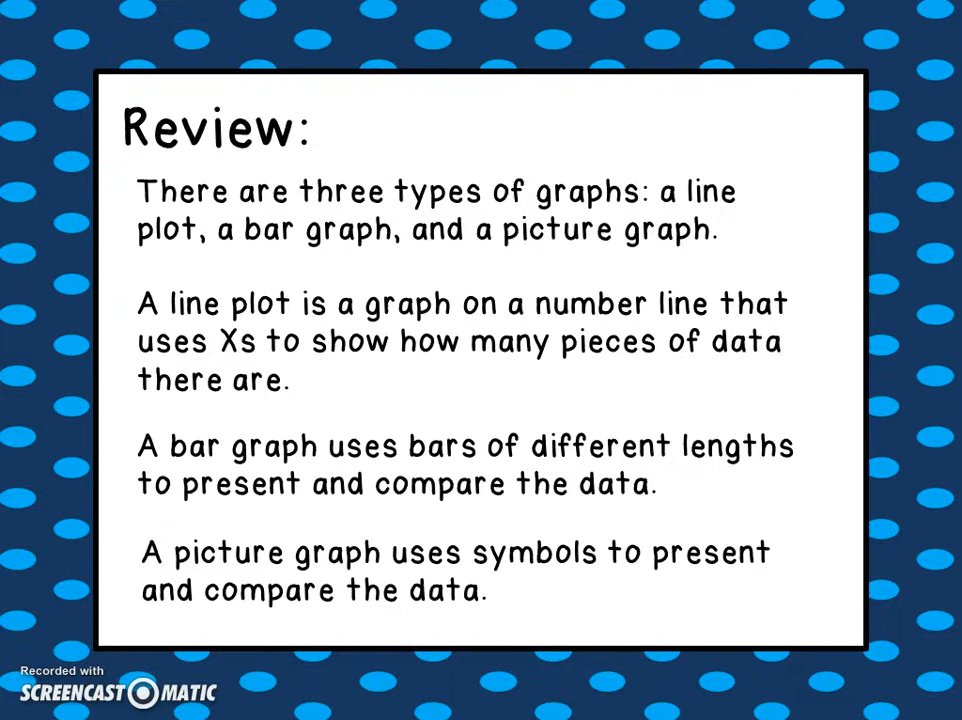 Review:
There are three types of graphs: a line
plot, a bar graph, and a picture graph.
A line plot is a graph on a number line that
uses Xs to show how many pieces of data
there are.
A bar graph uses bars of different lengths
to present and compare the data.
A picture graph uses symbols to present
and compare the data.
Recorded with
SCREENCAST MATIC